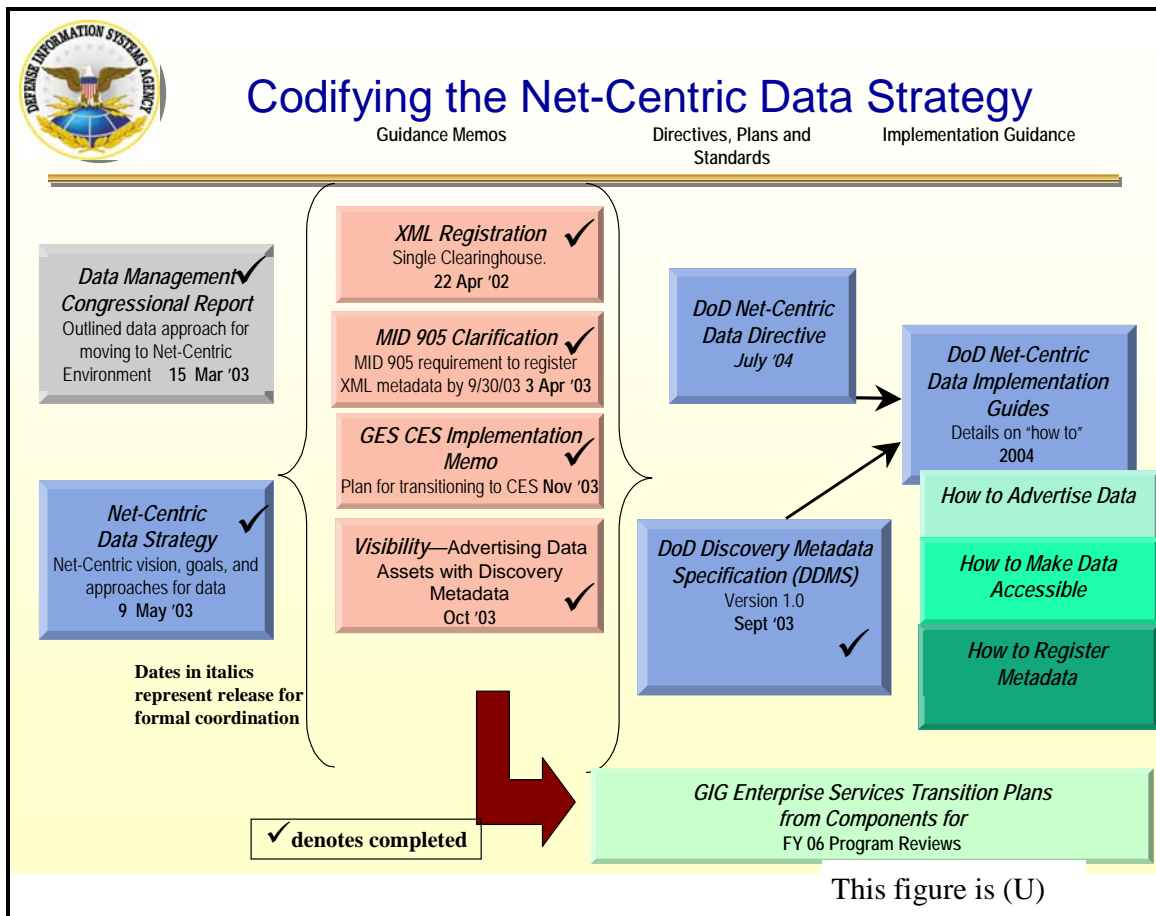 DEFENSE INFORMATION SYSTEMS AGENCY
Codifying the Net-Centric Data Strategy
Guidance Memos
Directives, Plans and
Standards
Implementation Guidance
Data Management
Congressional Report
Outlined data approach for
moving to Net-Centric
Environment 15 Mar '03
Net-Centric
Data Strategy
Net-Centric vision, goals, and
approaches for data
9 May '03
Dates in italics
represent release for
formal coordination
XML Registration
Single Clearinghouse.
22 Apr '02
MID 905 Clarification
MID 905 requirement to register
XML metadata by 9/30/03 3 Apr '03
GES CES Implementation
Memo
Plan for transitioning to CES Nov '03
Visibility—Advertising Data
Assets with Discovery
Metadata
Oct '03
DoD Net-Centric
Data Directive
July '04
DoD Discovery Metadata
Specification (DDMS)
Version 1.0
Sept '03
DoD Net-Centric
Data Implementation
Guides
Details on "how to"
2004
How to Advertise Data
How to Make Data
Accessible
How to Register
Metadata
GIG Enterprise Services Transition Plans
from Components for
FY 06 Program Reviews
✓denotes completed
This figure is (U)